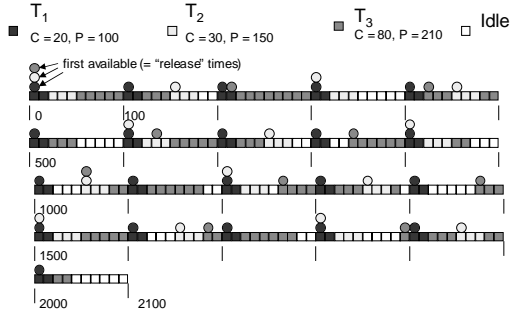 T1 T2 T3 Idle
C = 20, P = 100 C = 30, P = 150 C = 80, P = 210
first available (= “release” times)
0 100
500
1000
1500
2000 2100